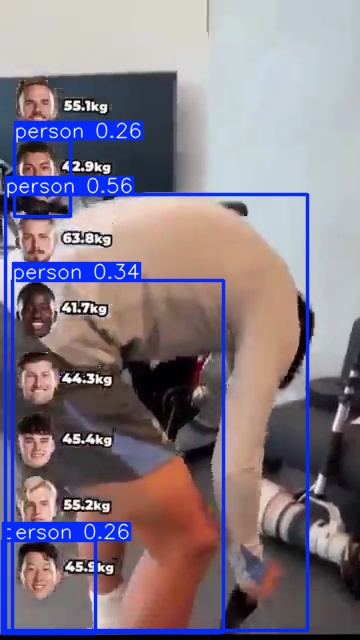 55.1kg
person 0.26
42.9kg
person 0.56
63.8kg
person 0.34
41.7kg
44.3kg
45.4kg
55.2kg
erson 0.26
45.9kg